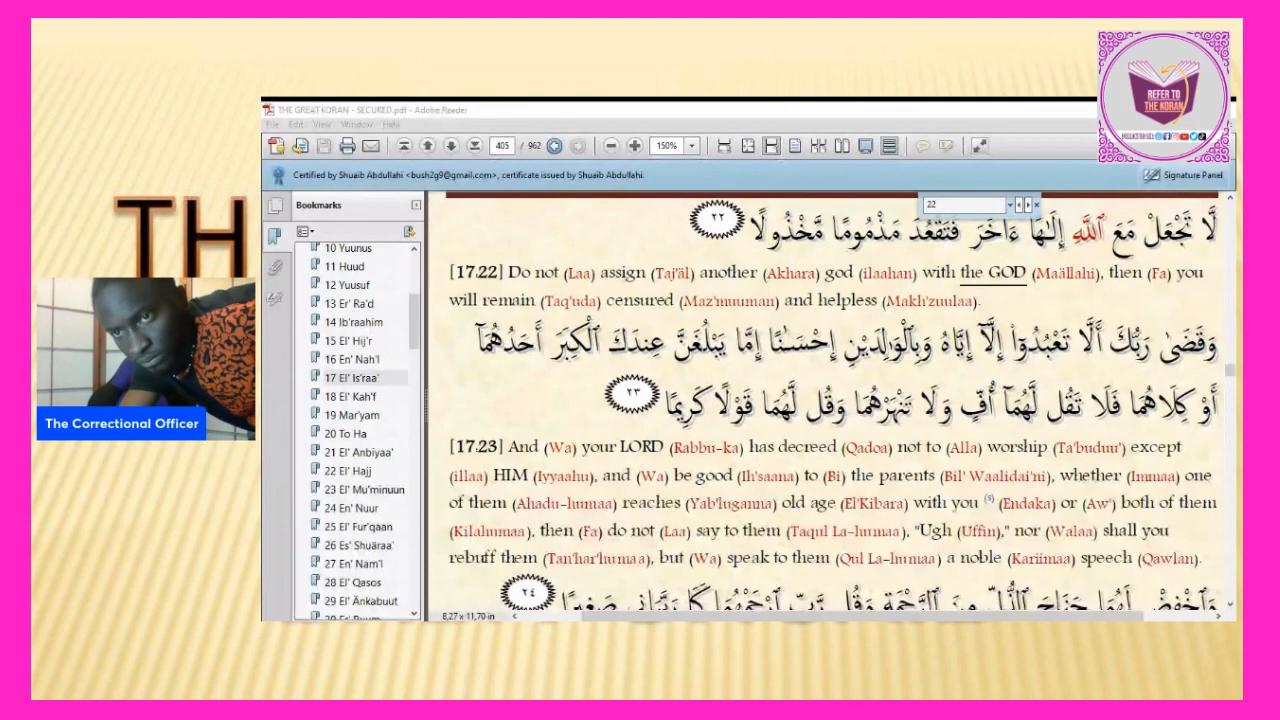 REFER TO
THE KORAN
THE GREAT KORAN - SECURED.pdf - Adobe Reader
File Edit View Window Help
405 / 962 150%
Certified by Shuaib Abdullahi <bush2g9@gmail.com>, certificate issued by Shuaib Abdullahi.
Signature Panel
TH
The Correctional Officer
Bookmarks
10 Yuunus
11 Huud
12 Yuusuf
13 Er' Ra'd
14 Ib'raahim
15 El' Hij'r
16 En' Nah'l
17 El' Is'raa'
18 El' Kah'f
19 Mar'yam
20 To Ha
21 El' Anbiyaa'
22 El' Hajj
23 El' Mu'minuun
24 En' Nuur
25 El' Fur'qaan
26 Es' Shuäraa'
27 En' Nam'l
28 El' Qasos
29 El' Änkabuut
22
لَّا تَجْعَلْ مَعَ ٱللَّهِ إِلَٰهًا ءَاخَرَ فَتَقْعُدَ مَذْمُومًا مَّخْذُولًا ٢٢
[17.22] Do not (Laa) assign (Taj'äl) another (Akhara) god (ilaahan) with the GOD (Maällahi), then (Fa) you
will remain (Taq'uda) censured (Maz'muuman) and helpless (Makh'zuulaa).
وَقَضَىٰ رَبُّكَ أَلَّا تَعْبُدُوٓا۟ إِلَّآ إِيَّاهُ وَبِٱلْوَٰلِدَيْنِ إِحْسَـٰنًا إِمَّا يَبْلُغَنَّ عِندَكَ ٱلْكِبَرَ أَحَدُهُمَآ
أَوْ كِلَاهُمَا فَلَا تَقُل لَّهُمَآ أُفٍّ وَلَا تَنْهَرْهُمَا وَقُل لَّهُمَا قَوْلًا كَرِيمًا ٢٣
[17.23] And (Wa) your LORD (Rabbu-ka) has decreed (Qadoa) not to (Alla) worship (Ta'buduu') except
(illaa) HIM (Iyyaahu), and (Wa) be good (Ih'saana) to (Bi) the parents (Bil' Waalidai'ni), whether (Immaa) one
of them (Ahadu-humaa) reaches (Yab'luganna) old age (El'Kibara) with you (3) (Endaka) or (Aw') both of them
(Kilahumaa), then (Fa) do not (Laa) say to them (Taqul La-humaa), "Ugh (Uffin)," nor (Walaa) shall you
rebuff them (Tan'har'humaa), but (Wa) speak to them (Qul La-humaa) a noble (Kariimaa) speech (Qawlan).
وَٱخْفِضْ لَهُمَا جَنَاحَ ٱلذُّلِّ مِنَ ٱلرَّحْمَةِ وَقُل رَّبِّ ٱرْحَمْهُمَا كَمَا رَبَّيَانِى صَغِيرًا ٢٤
8,27 x 11,70 in